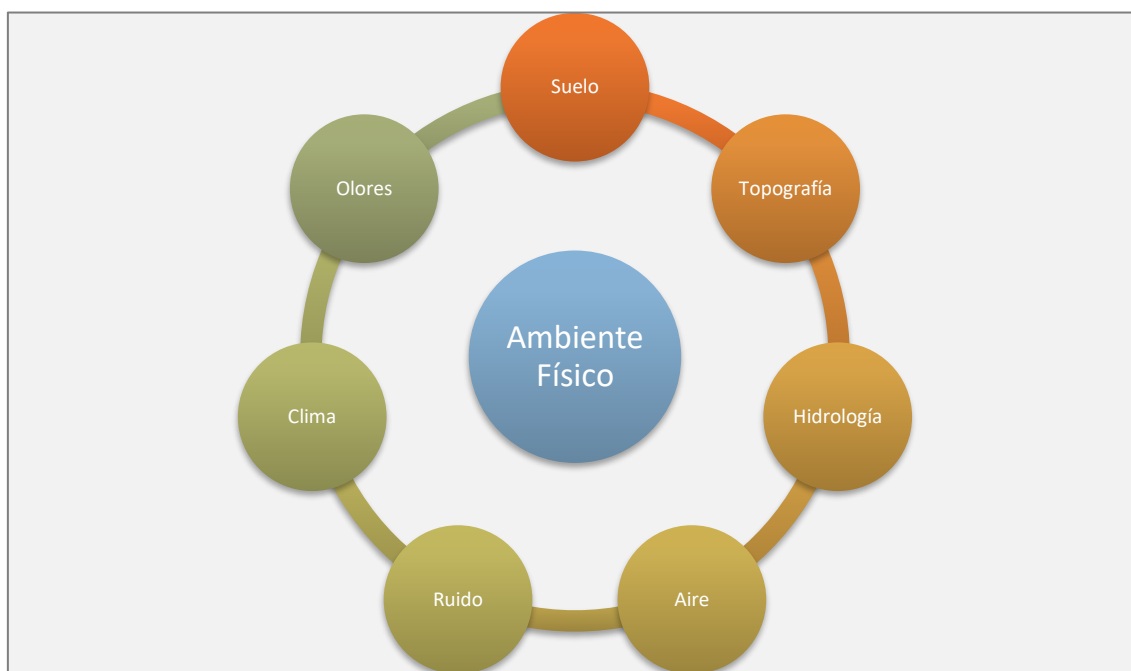 Suelo
Topografía
Hidrología
Aire
Ruido
Clima
Olores
Ambiente
Físico